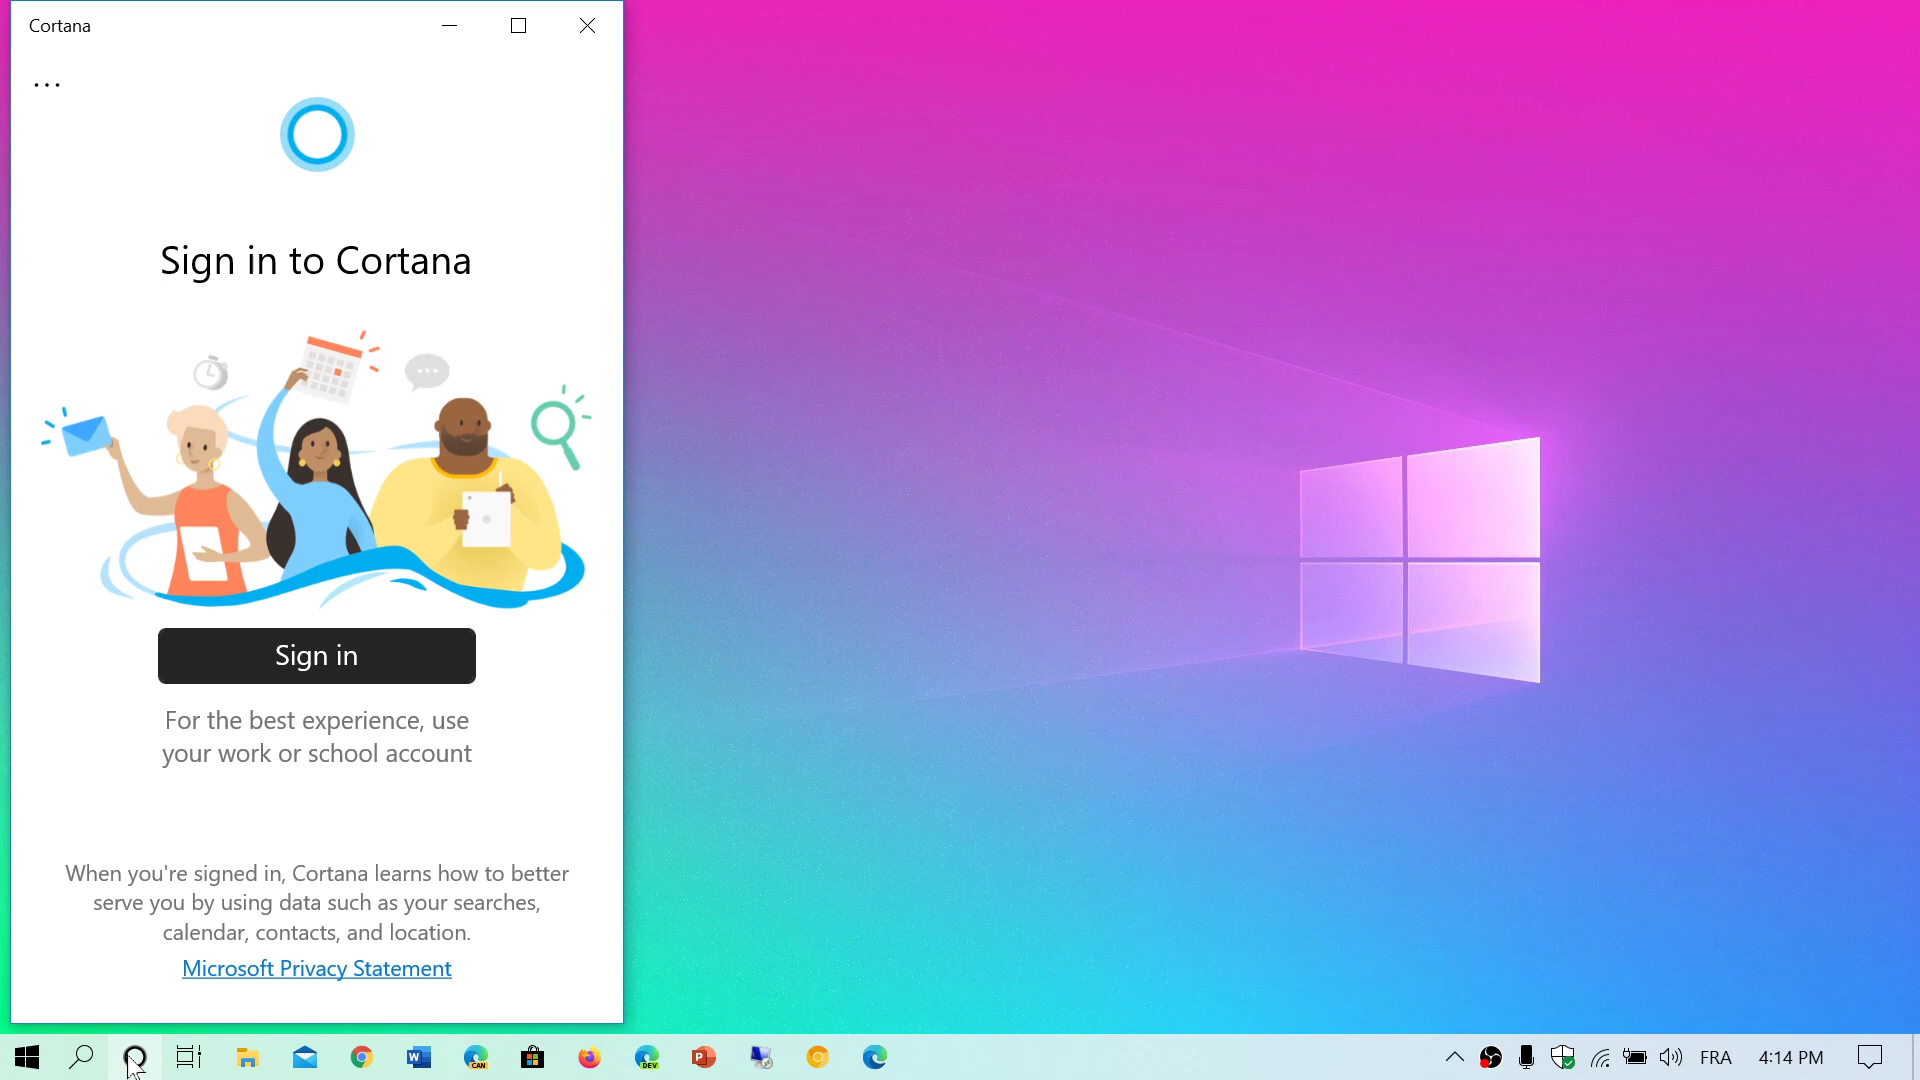 Cortana
...
Sign in to Cortana
Sign in
For the best experience, use
your work or school account
When you're signed in, Cortana learns how to better
serve you by using data such as your searches,
calendar, contacts, and location.
Microsoft Privacy Statement
W
CAN
DEV
P
FRA
4:14 PM